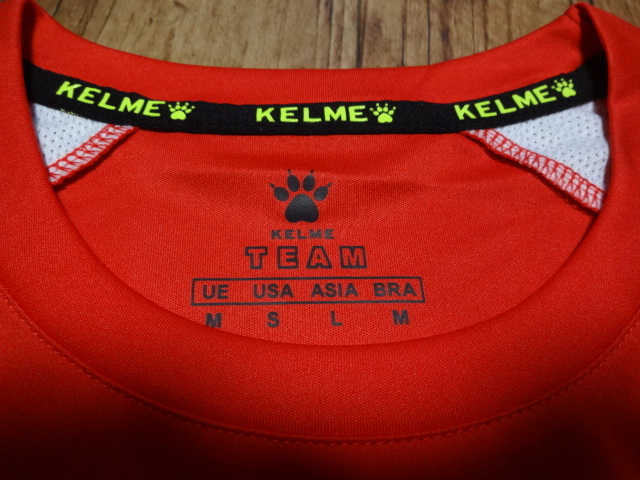 KELME KELME KELME
KELME
TEAM
UE USA ASIA BRA
M S L M